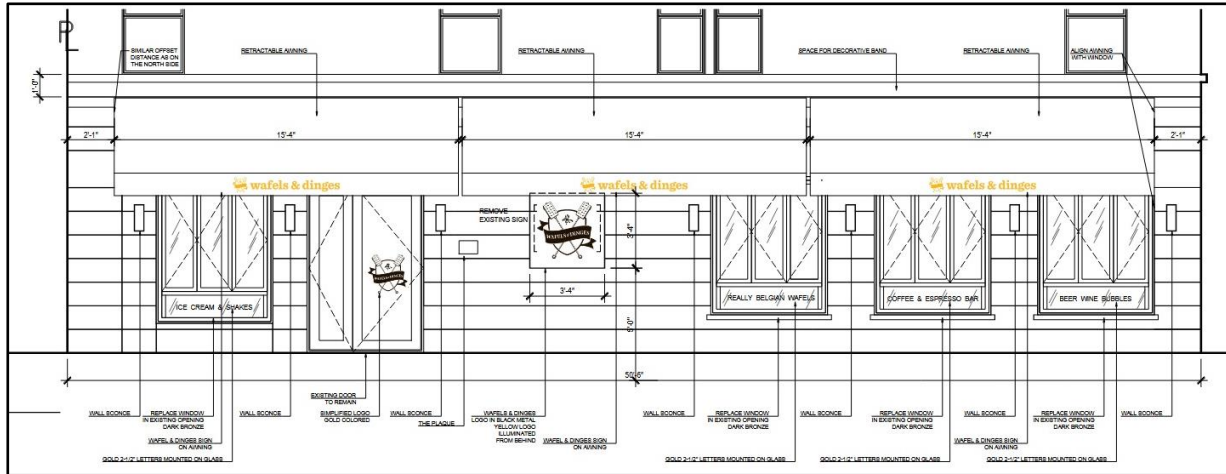 P
SIMILAR OFFSET
DISTANCE AS ON
THE NORTH SIDE
RETRACTABLE AWNING
RETRACTABLE AWNING
SPACE FOR DECORATIVE BAND
RETRACTABLE AWNING
ALIGN AWNING
WITH WINDOW
1'-0"
2'-1"
15'-4"
15'-4"
15'-4"
2'-1"
wafels & dinges
wafels & dinges
wafels & dinges
REMOVE
EXISTING SIGN
WAFELS & DINGES
3'-4"
3'-4"
ICE CREAM & SHAKES
REALLY BELGIAN WAFELS
COFFEE & ESPRESSO BAR
BEER WINE BUBBLES
50'-6"
WALL SCONCE
REPLACE WINDOW
IN EXISTING OPENING
DARK BRONZE
WALL SCONCE
EXISTING DOOR
TO REMAIN
SIMPLIFIED LOGO
GOLD COLORED
WALL SCONCE
THE PLAQUE
WAFELS & DINGES
LOGO IN BLACK METAL
YELLOW LOGO
ILLUMINATED
FROM BEHIND
WALL SCONCE
REPLACE WINDOW
IN EXISTING OPENING
DARK BRONZE
WALL SCONCE
REPLACE WINDOW
IN EXISTING OPENING
DARK BRONZE
WALL SCONCE
REPLACE WINDOW
IN EXISTING OPENING
DARK BRONZE
WALL SCONCE
WAFEL & DINGES SIGN
ON AWNING
WAFEL & DINGES SIGN
ON AWNING
WAFEL & DINGES SIGN
ON AWNING
GOLD 2-1/2" LETTERS MOUNTED ON GLASS
GOLD 2-1/2" LETTERS MOUNTED ON GLASS
GOLD 2-1/2" LETTERS MOUNTED ON GLASS
GOLD 2-1/2" LETTERS MOUNTED ON GLASS